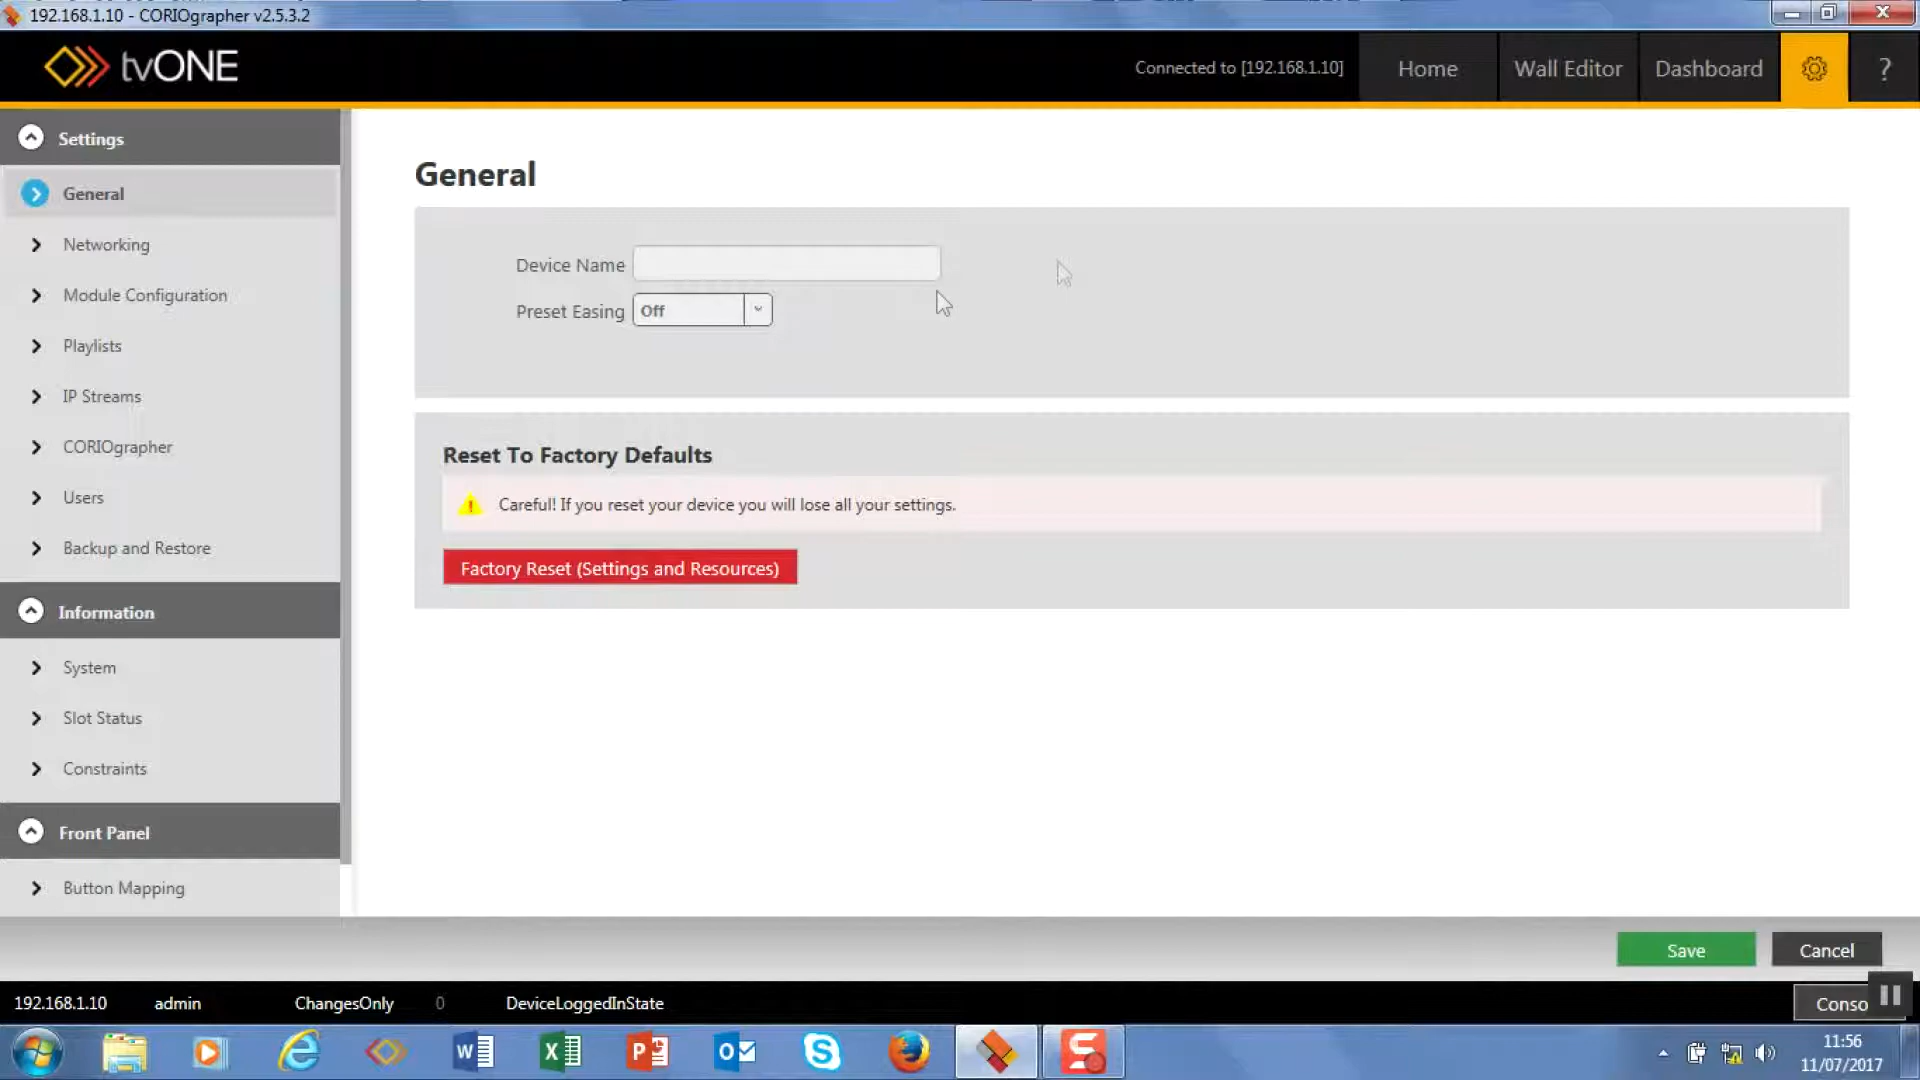 192.168.1.10 - CORIOgrapher v2.5.3.2
tvONE
Connected to [192.168.1.10]
Home
Wall Editor
Dashboard
?
Settings
General
Networking
Module Configuration
Playlists
IP Streams
CORIOgrapher
Users
Backup and Restore
Information
System
Slot Status
Constraints
Front Panel
Button Mapping
General
Device Name
Preset Easing Off
Reset To Factory Defaults
Careful! If you reset your device you will lose all your settings.
Factory Reset (Settings and Resources)
Save
Cancel
192.168.1.10 admin ChangesOnly 0 DeviceLoggedInState
Conso
11:56
11/07/2017